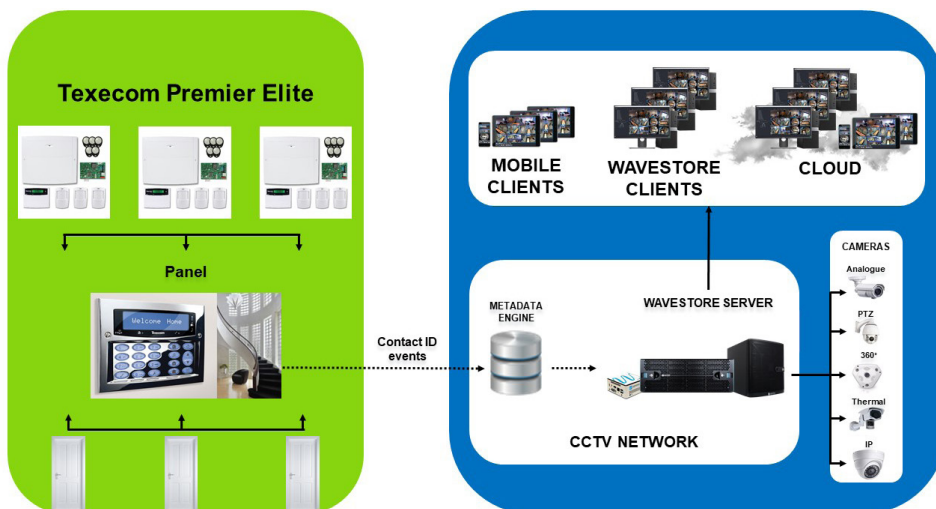 Texecom Premier Elite
Panel
Welcome Home
Texecom
Contact ID
events
MOBILE
CLIENTS
WAVESTORE
CLIENTS
CLOUD
METADATA
ENGINE
WAVESTORE SERVER
CCTV NETWORK
CAMERAS
Analogue
PTZ
360°
Thermal
IP